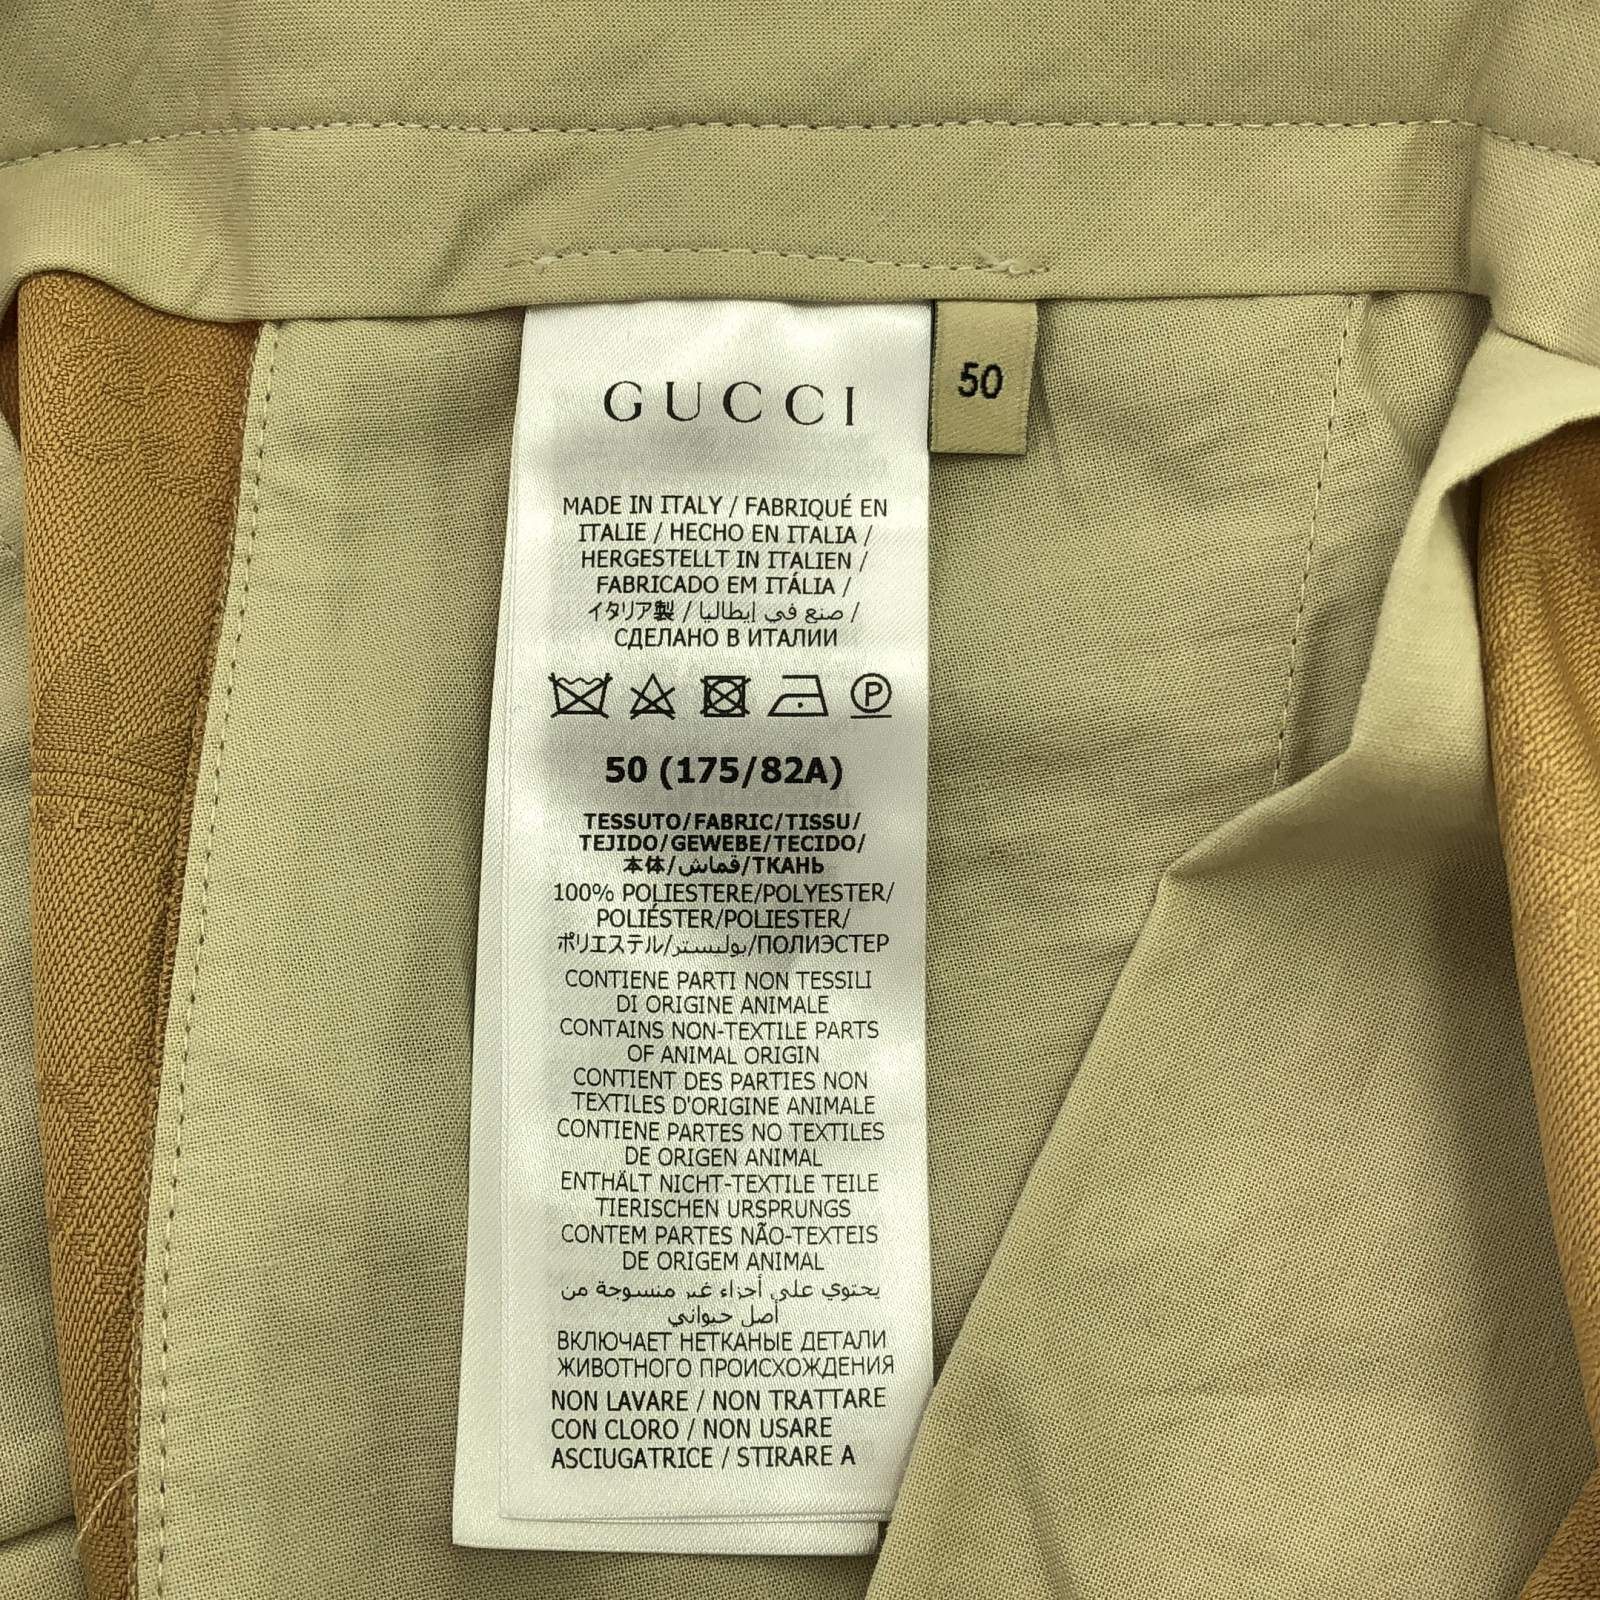 GUCCI
50
MADE IN ITALY / FABRIQUÉ EN
ITALIE / HECHO EN ITALIA /
HERGESTELLT IN ITALIEN /
FABRICADO EM ITÁLIA /
イタリア製 / صنع في إيطاليا /
СДЕЛАНО В ИТАЛИИ
P
50 (175/82A)
TESSUTO/FABRIC/TISSU/
TEJIDO/GEWEBE/TECIDO/
本体/قماش/ТКАНЬ
100% POLIESTERE/POLYESTER/
POLIÉSTER/POLIESTER/
ポリエステル/بوليستر/ПОЛИЭСТЕР
CONTIENE PARTI NON TESSILI
DI ORIGINE ANIMALE
CONTAINS NON-TEXTILE PARTS
OF ANIMAL ORIGIN
CONTIENT DES PARTIES NON
TEXTILES D'ORIGINE ANIMALE
CONTIENE PARTES NO TEXTILES
DE ORIGEN ANIMAL
ENTHÄLT NICHT-TEXTILE TEILE
TIERISCHEN URSPRUNGS
CONTEM PARTES NÃO-TEXTEIS
DE ORIGEM ANIMAL
يحتوي على أجزاء غير منسوجة من
أصل حيواني
ВКЛЮЧАЕТ НЕТКАНЫЕ ДЕТАЛИ
ЖИВОТНОГО ПРОИСХОЖДЕНИЯ
NON LAVARE / NON TRATTARE
CON CLORO / NON USARE
ASCIUGATRICE / STIRARE A